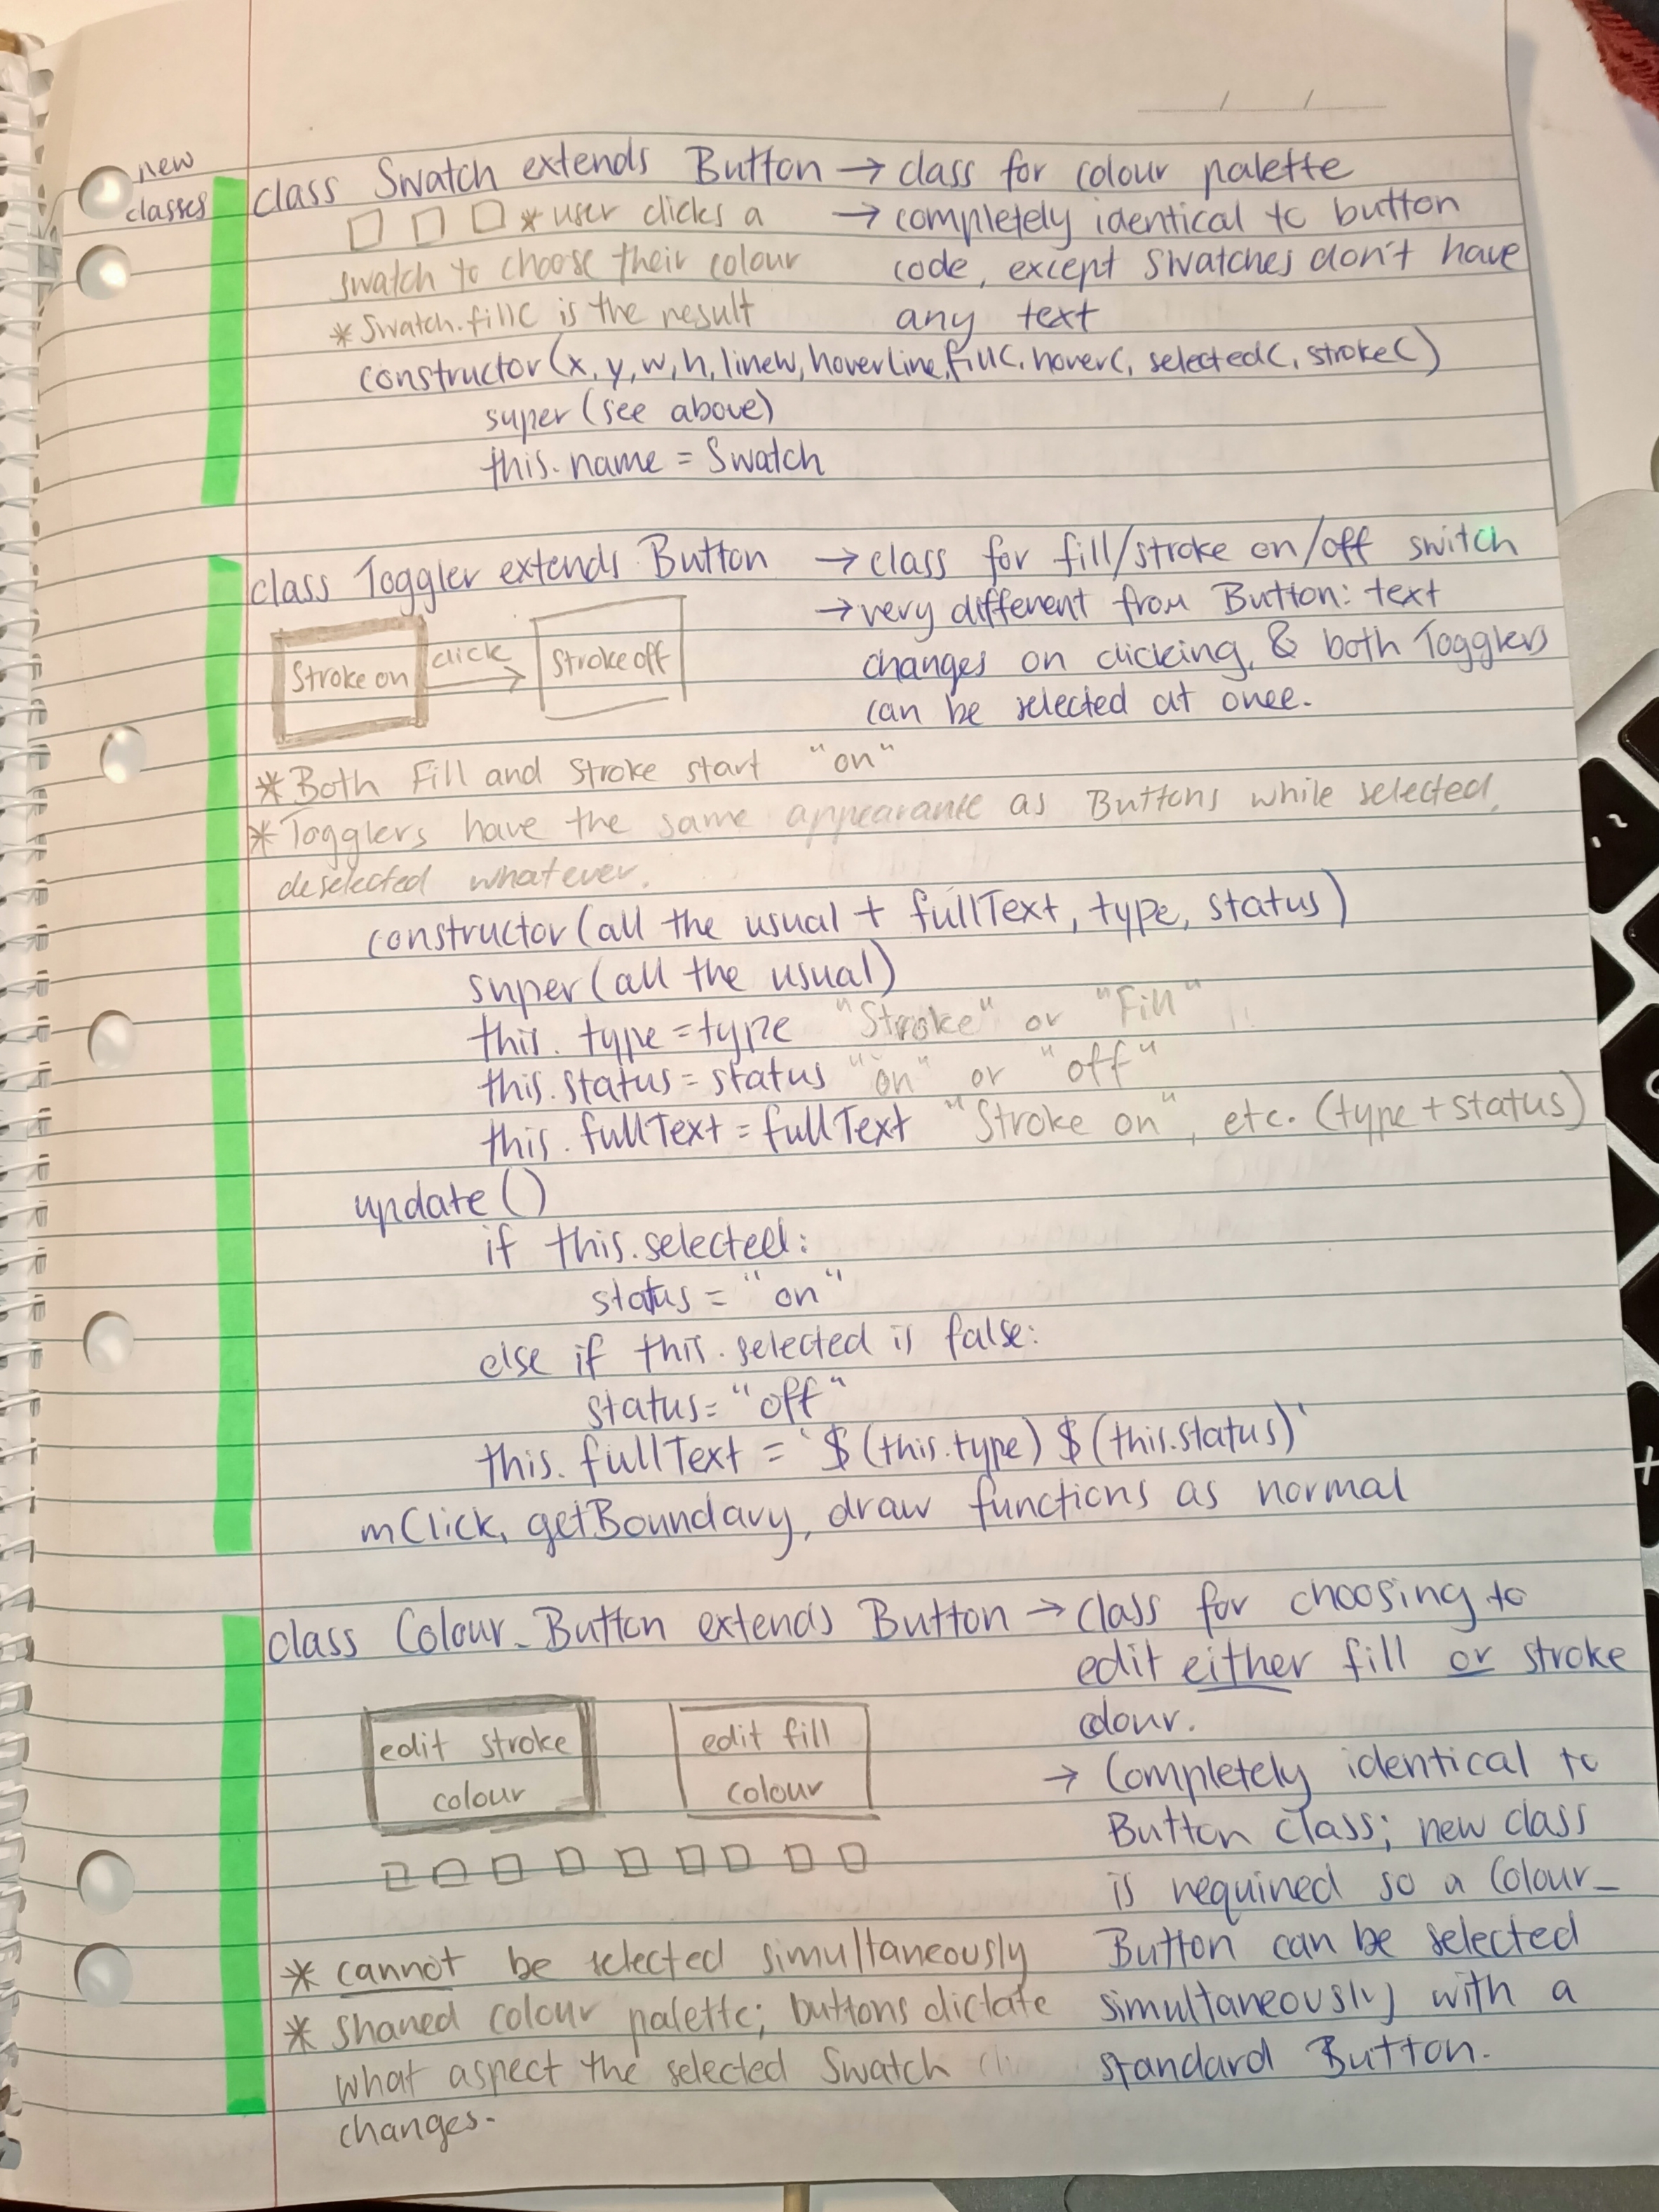 new
classes
class Swatch extends Button → class for colour palette
* user clicks a → completely identical to button
swatch to choose their colour code, except Swatches don't have
* Swatch.fillC is the result any text
constructor(x, y, w, h, linew, hoverLine, fillC, hoverC, selectedC, strokeC)
super (see above)
this.name = Swatch
class Toggler extends Button → class for fill/stroke on/off switch
→ very different from Button: text
changes on clicking, & both Togglers
can be selected at once.
Stroke on click Stroke off
* Both Fill and Stroke start "on"
* Togglers have the same appearance as Buttons while selected,
deselected whatever.
constructor (all the usual + fullText, type, status)
super (all the usual)
this.type = type "Stroke" or "Fill"
this.status = status "on" or "off"
this.fullText = fullText "Stroke on", etc. (type + status)
update ()
if this.selected:
status = "on"
else if this.selected is false:
status = "off"
this.fullText = `$(this.type) $(this.status)`
mClick, getBoundary, draw functions as normal
class Colour_Button extends Button → class for choosing to
edit either fill or stroke
colour.
→ Completely identical to
Button class; new class
is required so a Colour_
Button can be selected
simultaneously with a
standard Button.
edit stroke
colour
edit fill
colour
* cannot be selected simultaneously
* shared colour palette; buttons dictate
what aspect the selected Swatch
changes.